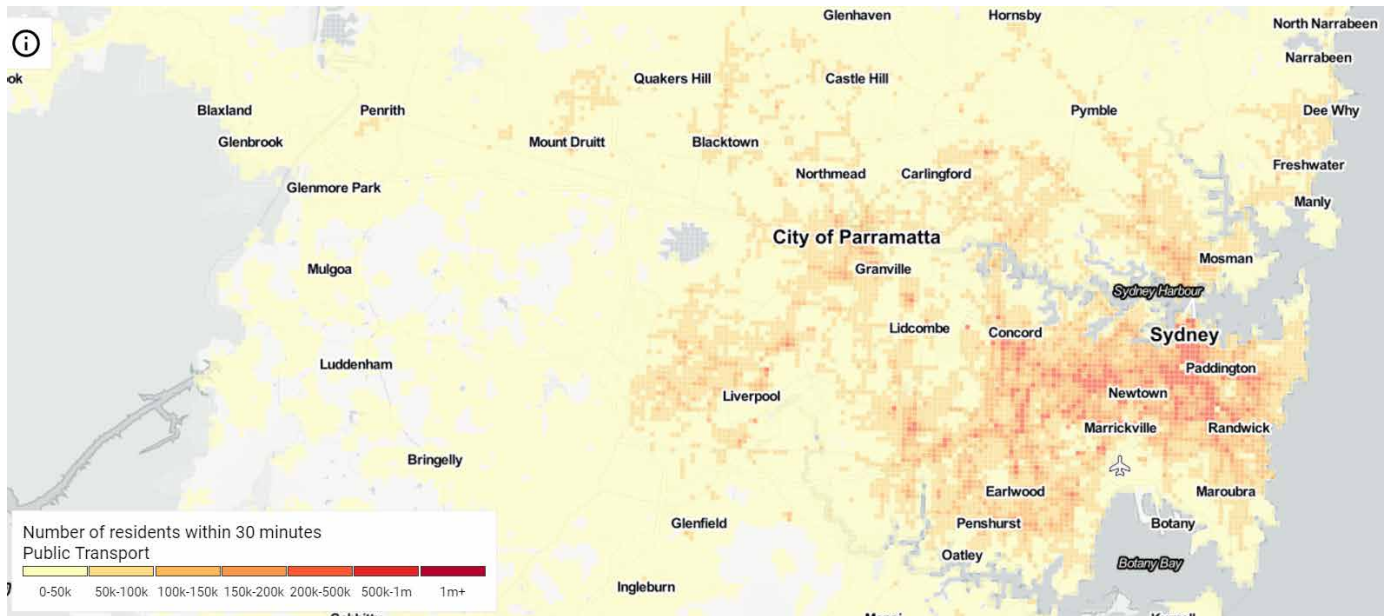 Glenhaven
Hornsby
North Narrabeen
ook
Quakers Hill
Castle Hill
Narrabeen
Blaxland
Penrith
Pymble
Dee Why
Glenbrook
Mount Druitt
Blacktown
Northmead
Carlingford
Freshwater
Glenmore Park
Manly
City of Parramatta
Mulgoa
Granville
Mosman
Sydney Harbour
Lidcombe
Concord
Sydney
Luddenham
Paddington
Liverpool
Newtown
Marrickville
Randwick
Bringelly
Earlwood
Maroubra
Glenfield
Penshurst
Botany
Oatley
Botany Bay
Ingleburn
Number of residents within 30 minutes
Public Transport
0-50k 50k-100k 100k-150k 150k-200k 200k-500k 500k-1m 1m+